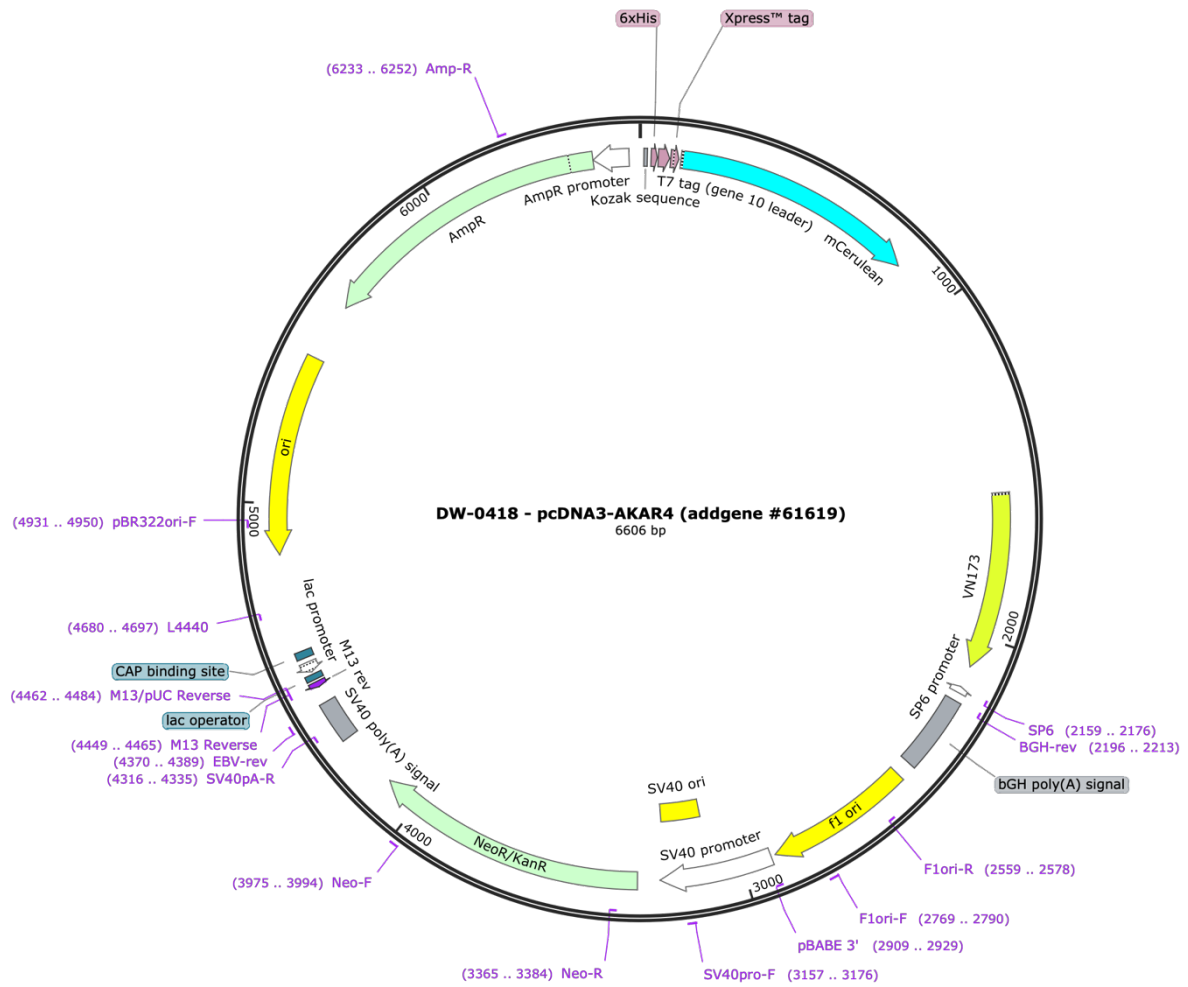 6xHis
Xpress™ tag
(6233 .. 6252) Amp-R
AmpR promoter
Kozak sequence
T7 tag (gene 10 leader)
mCerulean
6000
AmpR
1000
ori
DW-0418 - pcDNA3-AKAR4 (addgene #61619)
6606 bp
5000
(4931 .. 4950) pBR322ori-F
VN173
2000
lac promoter
(4680 .. 4697) L4440
M13 rev
CAP binding site
SP6 promoter
(4462 .. 4484) M13/pUC Reverse
lac operator
SV40 poly(A) signal
SP6 (2159 .. 2176)
(4449 .. 4465) M13 Reverse
BGH-rev (2196 .. 2213)
(4370 .. 4389) EBV-rev
(4316 .. 4335) SV40pA-R
bGH poly(A) signal
SV40 ori
f1 ori
4000
NeoR/KanR
SV40 promoter
3000
F1ori-R (2559 .. 2578)
(3975 .. 3994) Neo-F
F1ori-F (2769 .. 2790)
pBABE 3' (2909 .. 2929)
(3365 .. 3384) Neo-R
SV40pro-F (3157 .. 3176)